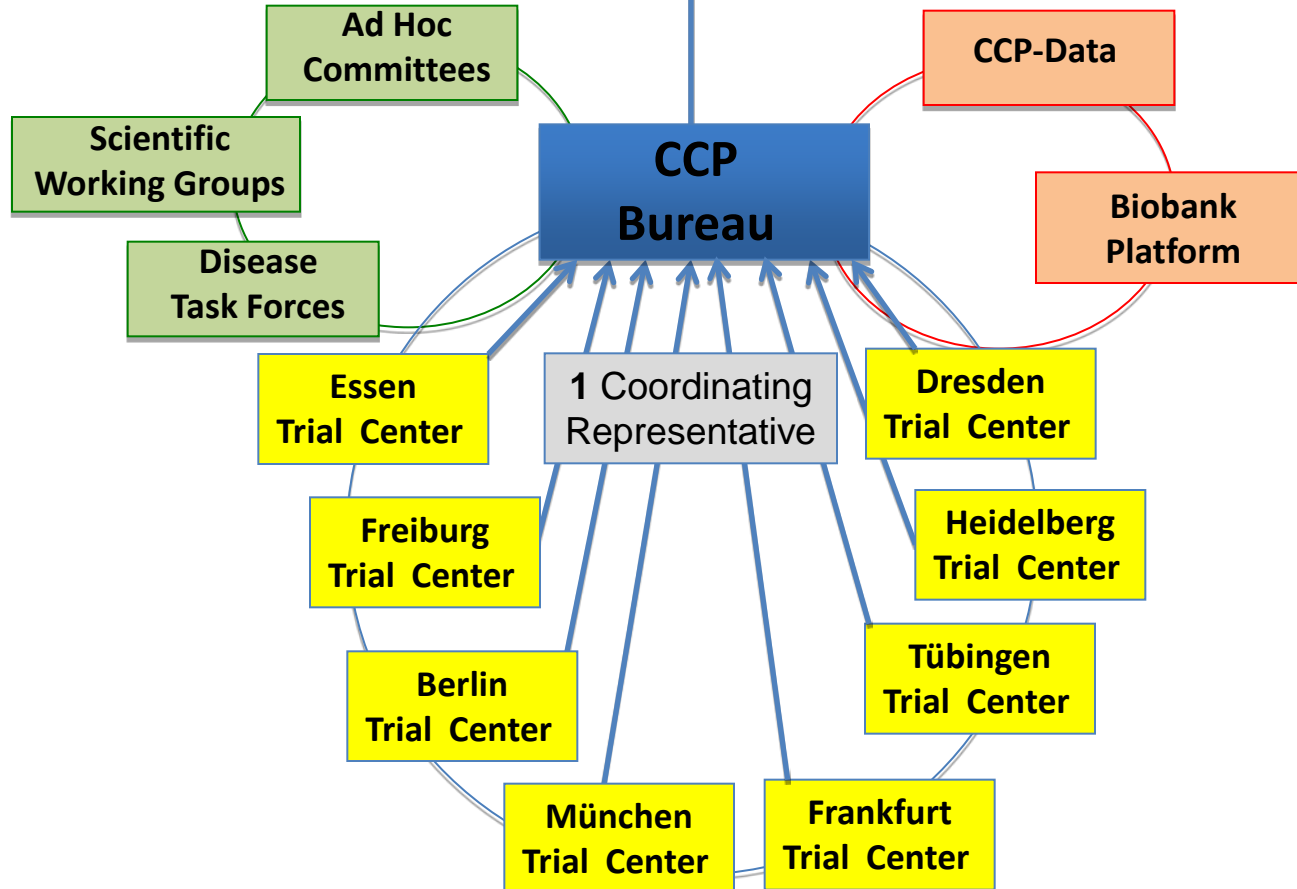 Ad Hoc
Committees
CCP-Data
Scientific
Working Groups
CCP
Bureau
Biobank
Platform
Disease
Task Forces
Essen
Trial Center
1 Coordinating
Representative
Dresden
Trial Center
Freiburg
Trial Center
Heidelberg
Trial Center
Berlin
Trial Center
Tübingen
Trial Center
München
Trial Center
Frankfurt
Trial Center